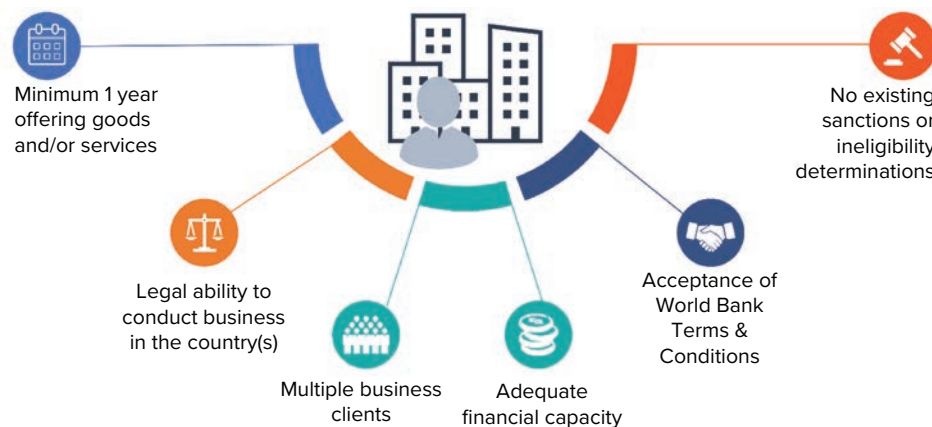 Minimum 1 year
offering goods
and/or services
Legal ability to
conduct business
in the country(s)
Multiple business
clients
Adequate
financial capacity
Acceptance of
World Bank
Terms &
Conditions
No existing
sanctions or
ineligibility
determinations